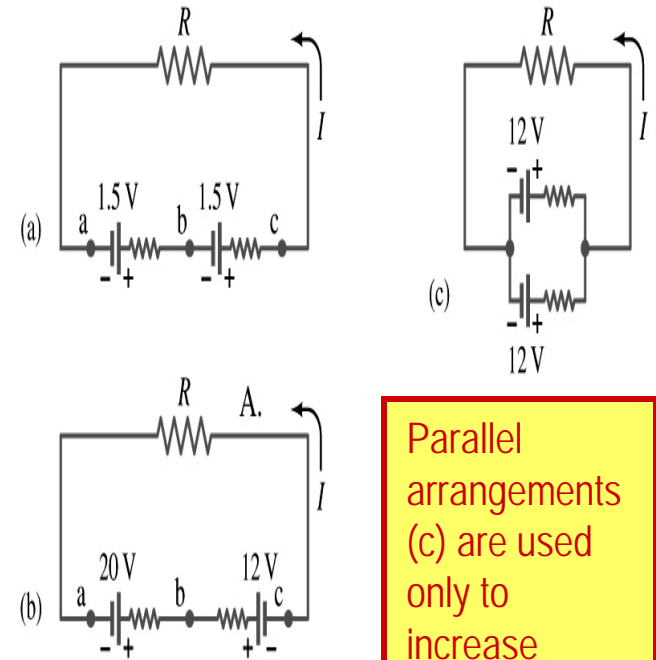 R
I
1.5 V 1.5 V
a b c
(a)
- + - +
R
I
12 V
- +
(c)
- +
12 V
R A.
I
20 V 12 V
a b c
(b)
- + + -
Parallel
arrangements
(c) are used
only to
increase